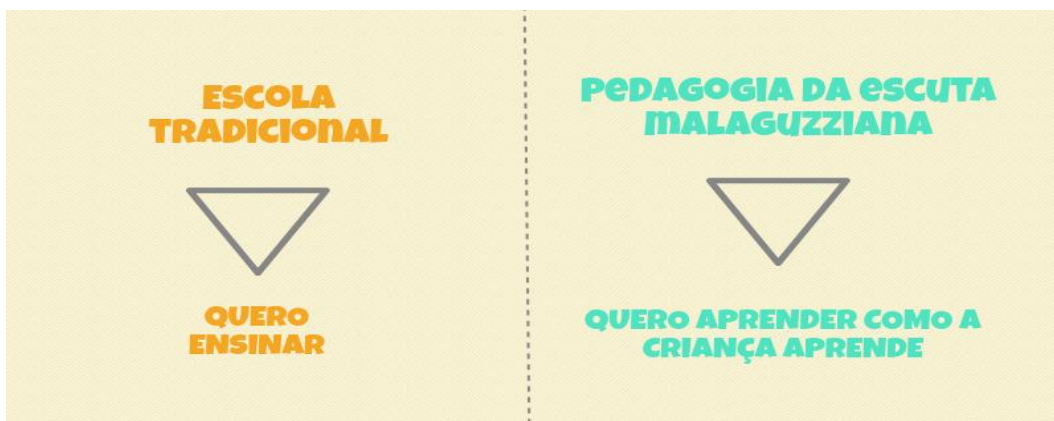 ESCOLA
TRADICIONAL
QUERO
ENSINAR
PEDAGOGIA DA ESCUTA
MALAGUZZIANA
QUERO APRENDER COMO A
CRIANÇA APRENDE